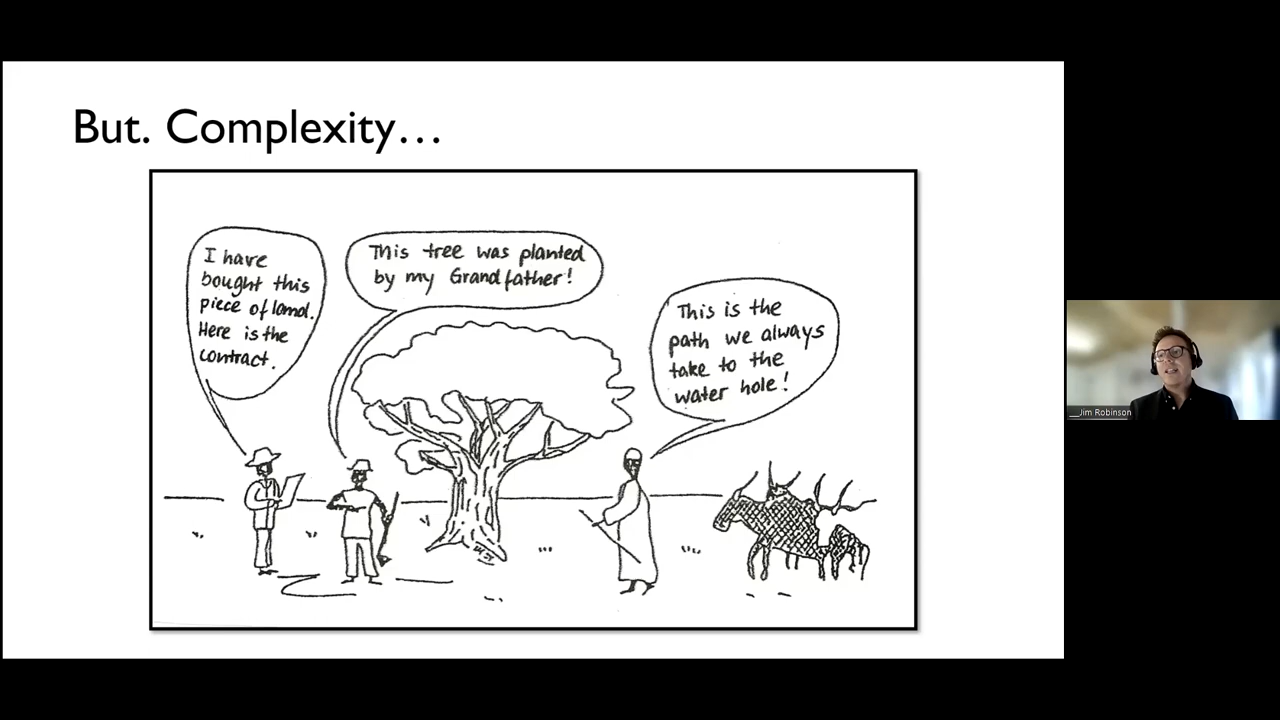 But. Complexity…
I have
bought this
piece of land.
Here is the
contract.
This tree was planted
by my Grandfather!
This is the
path we always
take to the
water hole!
__Jim Robinson